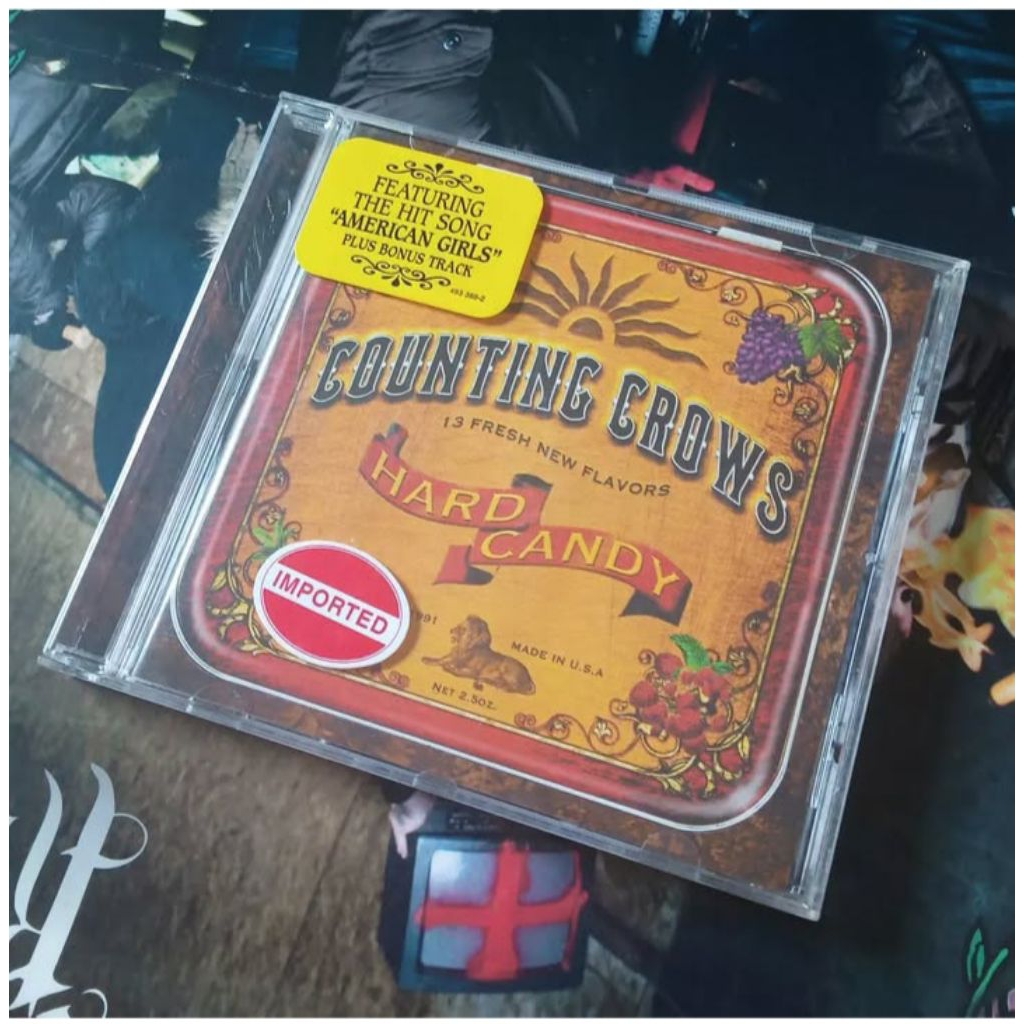 FEATURING
THE HIT SONG
"AMERICAN GIRLS"
PLUS BONUS TRACK
COUNTING CROWS
13 FRESH NEW FLAVORS
HARD
CANDY
IMPORTED
MADE IN U.S.A
NET 2.5OZ.